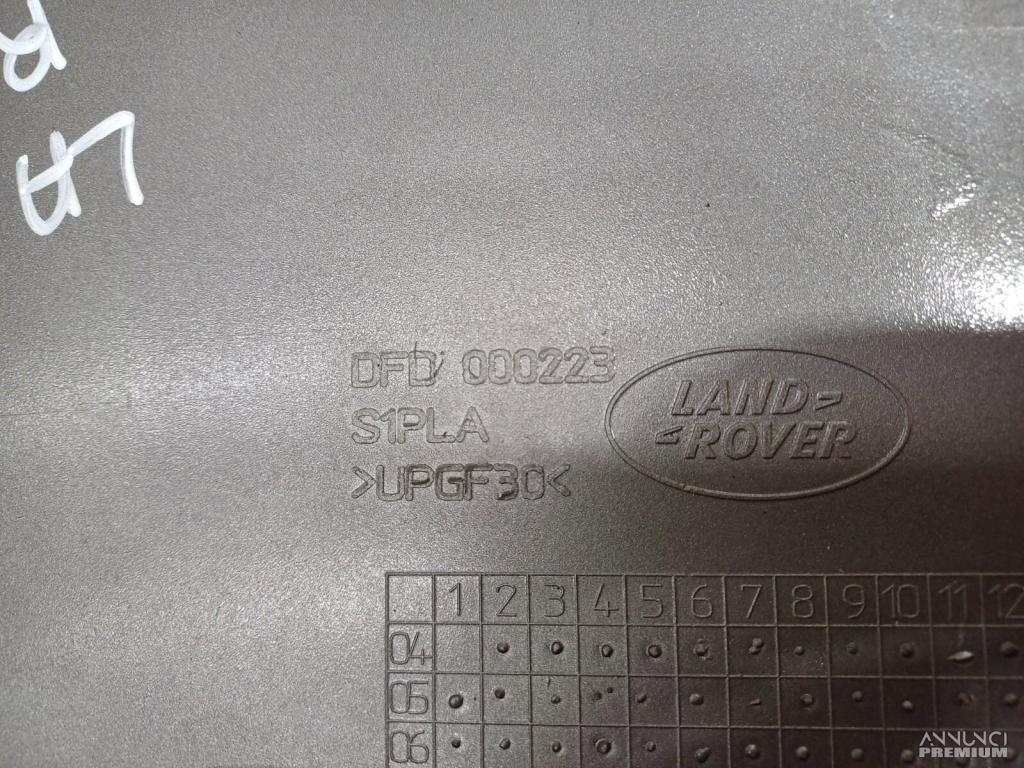 DFD 000223
S1PLA
>UPGF30<
LAND
ROVER
1 2 3 4 5 6 7 8 9 10 11 12
04
05
06
ANNUNCI
PREMIUM